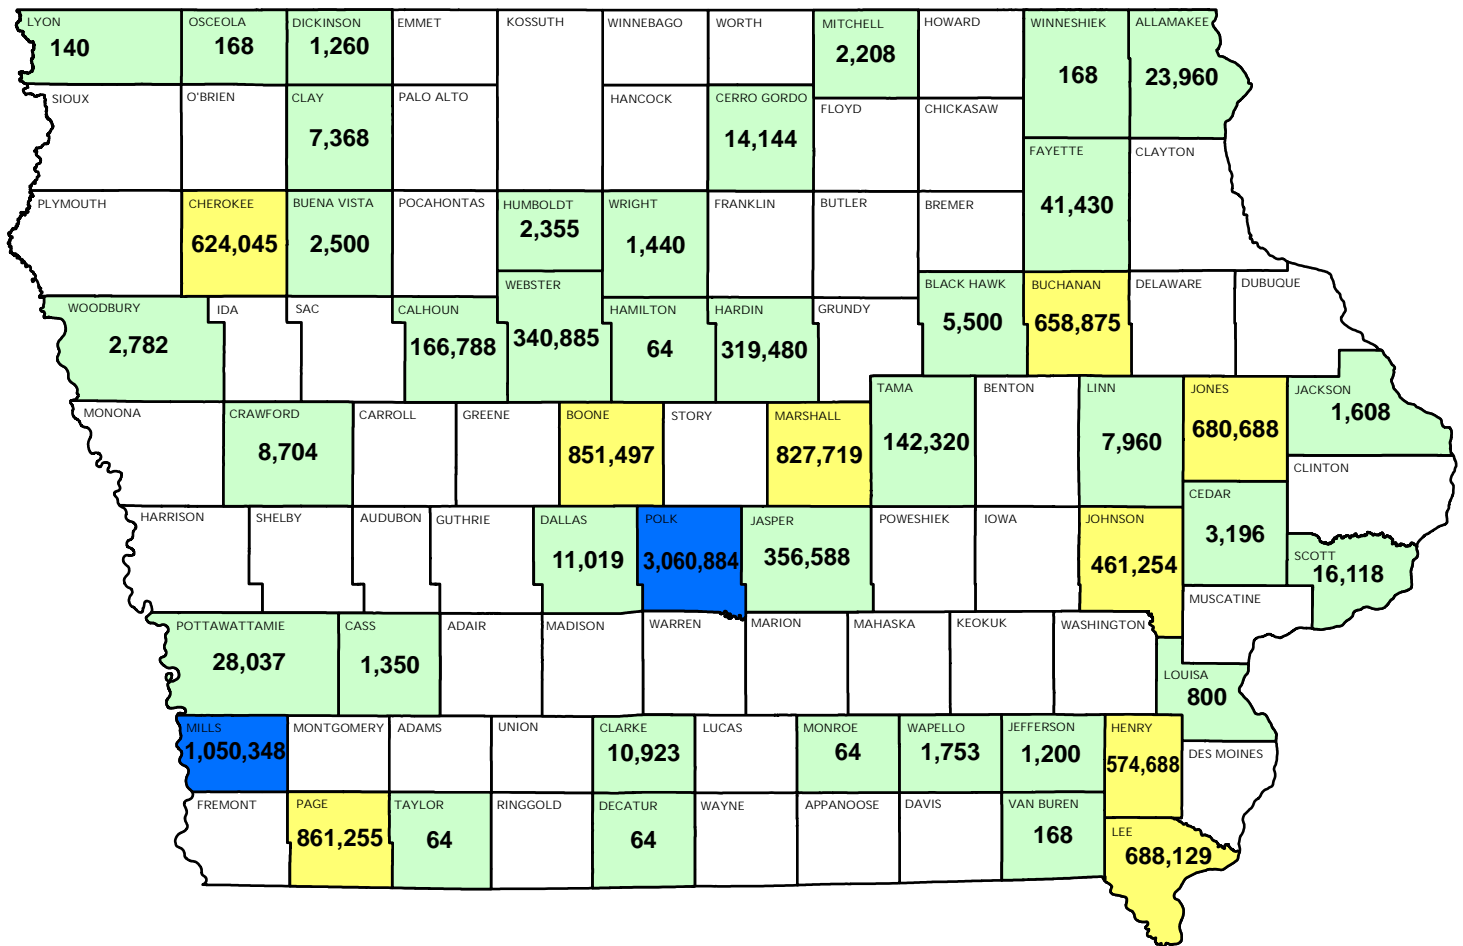 LYON
140
OSCEOLA
168
DICKINSON
1,260
EMMET
KOSSUTH
WINNEBAGO
WORTH
MITCHELL
2,208
HOWARD
WINNESHIEK
168
ALLAMAKEE
23,960
SIOUX
O'BRIEN
CLAY
7,368
PALO ALTO
HANCOCK
CERRO GORDO
14,144
FLOYD
CHICKASAW
FAYETTE
41,430
CLAYTON
PLYMOUTH
CHEROKEE
624,045
BUENA VISTA
2,500
POCAHONTAS
HUMBOLDT
2,355
WRIGHT
1,440
FRANKLIN
BUTLER
BREMER
WOODBURY
2,782
IDA
SAC
CALHOUN
166,788
WEBSTER
340,885
HAMILTON
64
HARDIN
319,480
GRUNDY
BLACK HAWK
5,500
BUCHANAN
658,875
DELAWARE
DUBUQUE
MONONA
CRAWFORD
8,704
CARROLL
GREENE
BOONE
851,497
STORY
MARSHALL
827,719
TAMA
142,320
BENTON
LINN
7,960
JONES
680,688
JACKSON
1,608
CLINTON
HARRISON
SHELBY
AUDUBON
GUTHRIE
DALLAS
11,019
POLK
3,060,884
JASPER
356,588
POWESHIEK
IOWA
JOHNSON
461,254
CEDAR
3,196
SCOTT
16,118
MUSCATINE
POTTAWATTAMIE
28,037
CASS
1,350
ADAIR
MADISON
WARREN
MARION
MAHASKA
KEOKUK
WASHINGTON
LOUISA
800
MILLS
1,050,348
MONTGOMERY
ADAMS
UNION
CLARKE
10,923
LUCAS
MONROE
64
WAPELLO
1,753
JEFFERSON
1,200
HENRY
574,688
DES MOINES
FREMONT
PAGE
861,255
TAYLOR
64
RINGGOLD
DECATUR
64
WAYNE
APPANOOSE
DAVIS
VAN BUREN
168
LEE
688,129